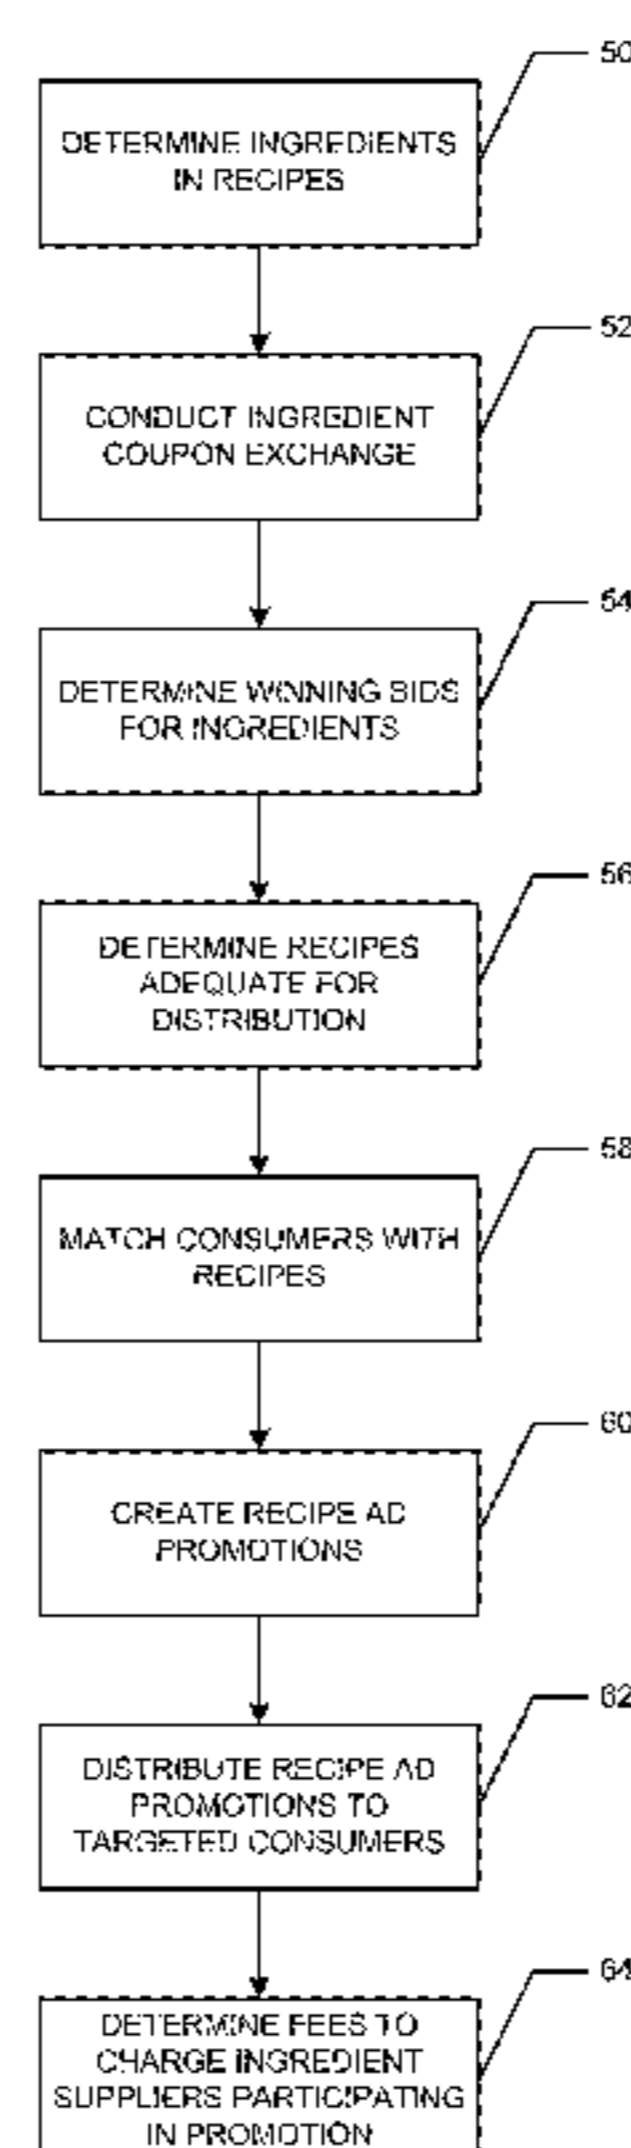 50
DETERMINE INGREDIENTS
IN RECIPES
52
CONDUCT INGREDIENT
COUPON EXCHANGE
54
DETERMINE WINNING BIDS
FOR INGREDIENTS
56
DETERMINE RECIPES
ADEQUATE FOR
DISTRIBUTION
58
MATCH CONSUMERS WITH
RECIPES
60
CREATE RECIPE AD
PROMOTIONS
62
DISTRIBUTE RECIPE AD
PROMOTIONS TO
TARGETED CONSUMERS
64
DETERMINE FEES TO
CHARGE INGREDIENT
SUPPLIERS PARTICIPATING
IN PROMOTION